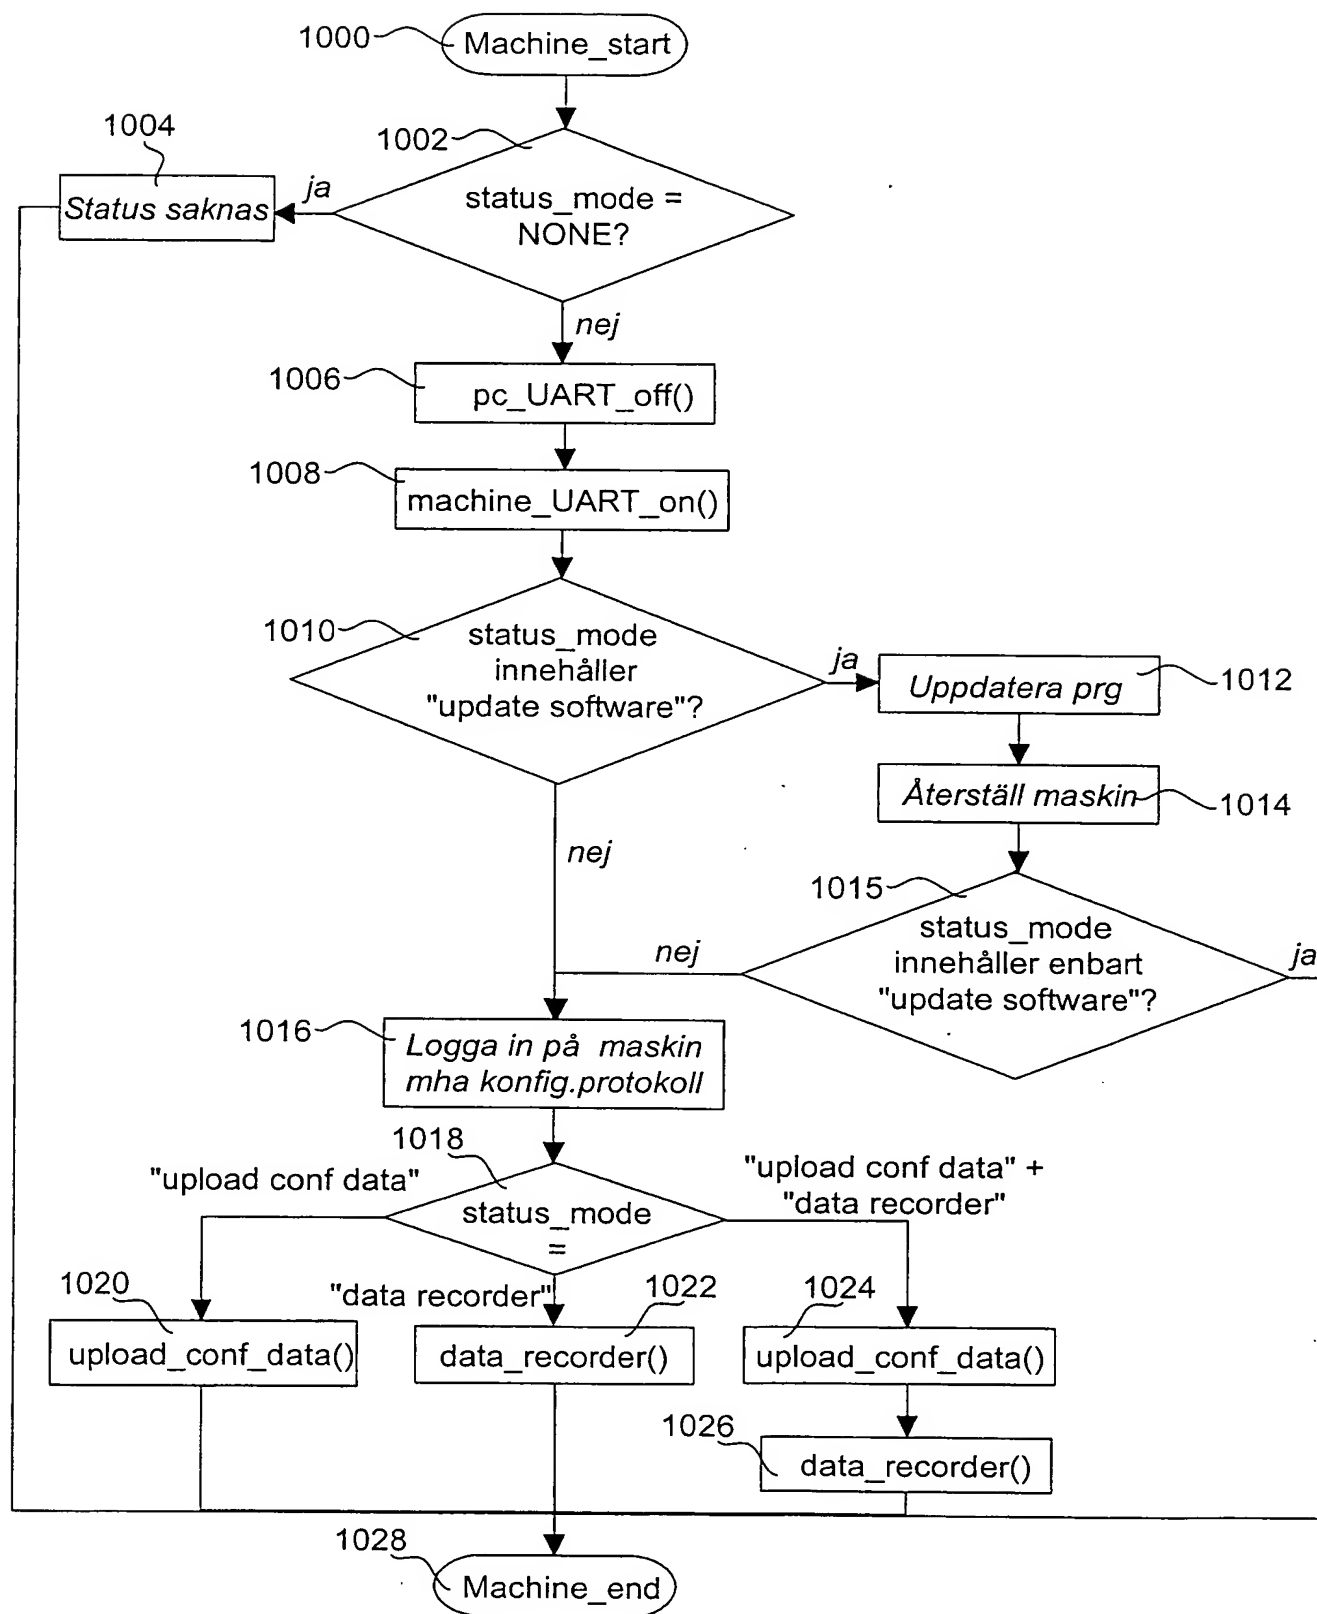 1000
Machine_start
1004
1002
ja
Status saknas
status_mode =
NONE?
nej
1006
pc_UART_off()
1008
machine_UART_on()
1010
status_mode
innehåller
"update software"?
ja
Uppdatera prg
1012
Återställ maskin
1014
nej
1015
status_mode
innehåller enbart
"update software"?
nej
ja
1016
Logga in på maskin
mha konfig.protokoll
1018
"upload conf data"
status_mode
=
"upload conf data" +
"data recorder"
1020
"data recorder"
1022
1024
upload_conf_data()
data_recorder()
upload_conf_data()
1026
data_recorder()
1028
Machine_end